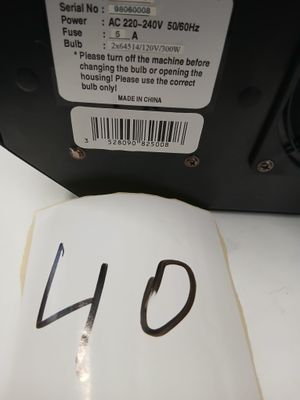 Serial No : 98060008
Power : AC 220~240V 50/60Hz
Fuse : 5 A
Bulb : 2x64514/120V/300W
* Please turn off the machine before
changing the bulb or opening the
housing! Please use the correct
bulb only!
MADE IN CHINA
3 528090 825008
40